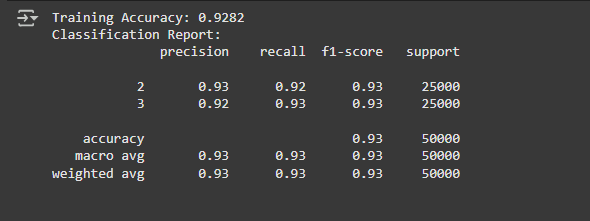 Training Accuracy: 0.9282
Classification Report:
precision recall f1-score support
2 0.93 0.92 0.93 25000
3 0.92 0.93 0.93 25000
accuracy 0.93 50000
macro avg 0.93 0.93 0.93 50000
weighted avg 0.93 0.93 0.93 50000